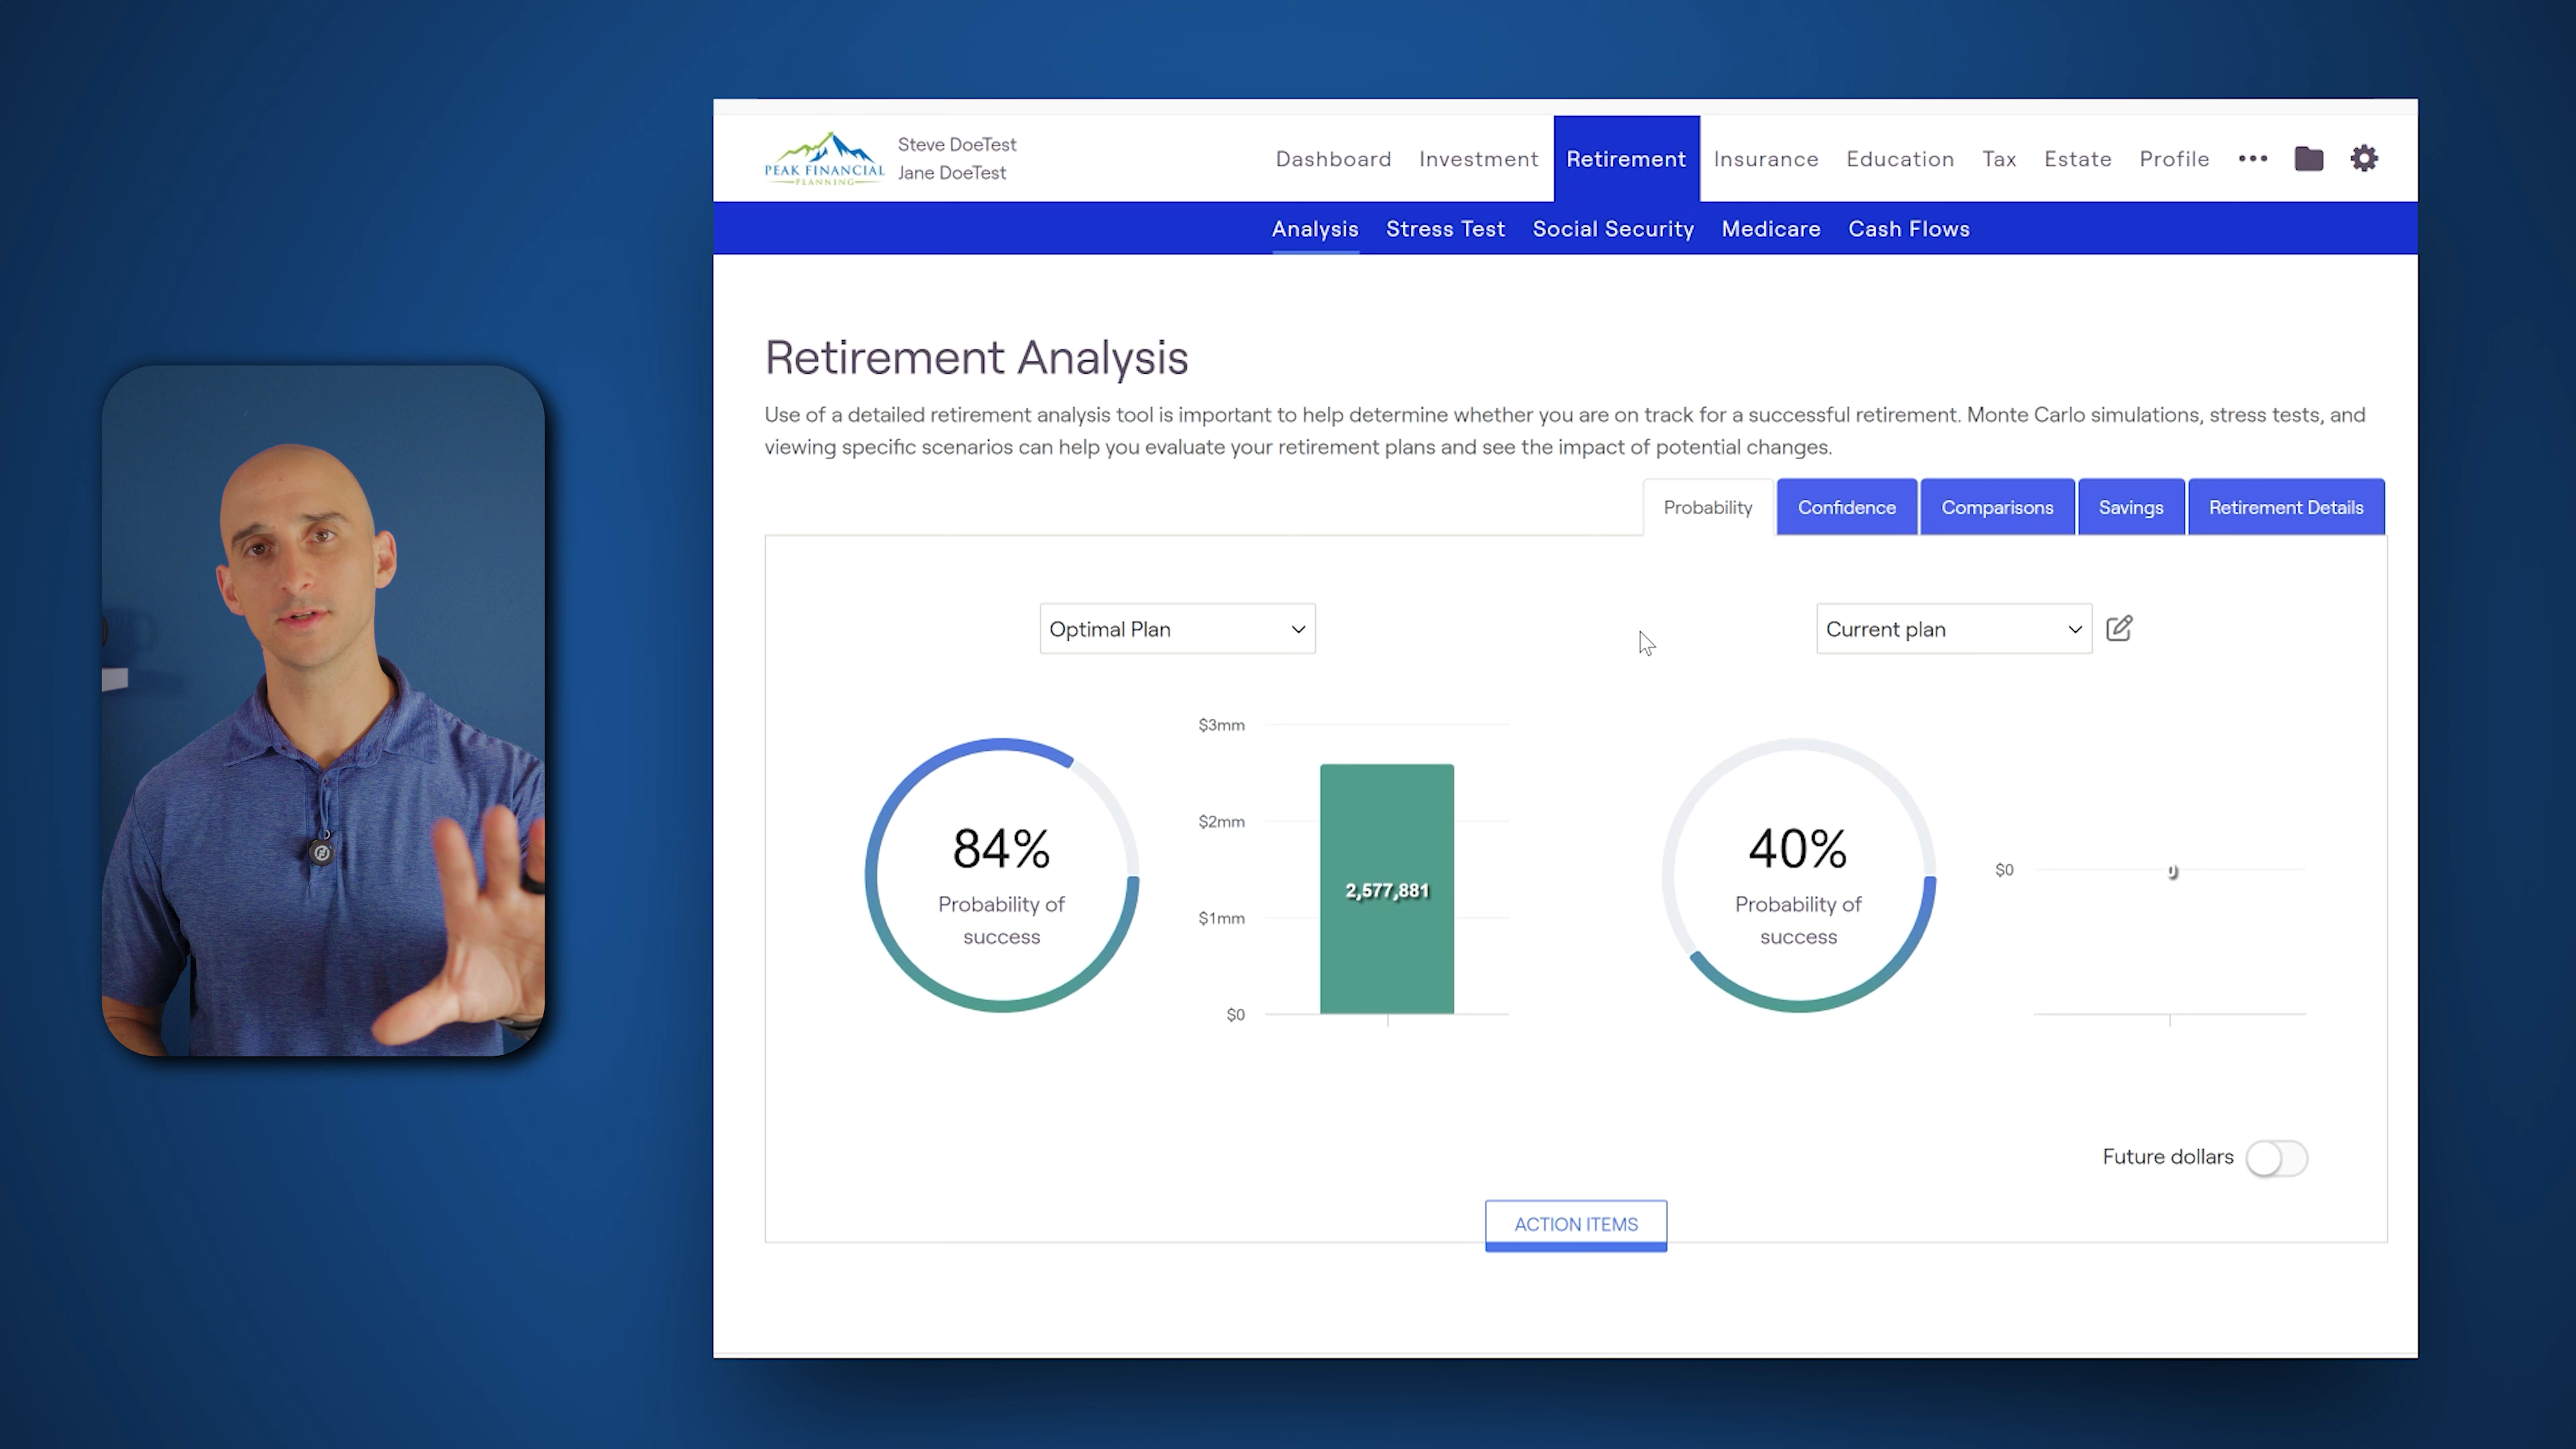 PEAK FINANCIAL
PLANNING
Steve DoeTest
Jane DoeTest
Dashboard Investment Retirement Insurance Education Tax Estate Profile
Analysis Stress Test Social Security Medicare Cash Flows
Retirement Analysis
Use of a detailed retirement analysis tool is important to help determine whether you are on track for a successful retirement. Monte Carlo simulations, stress tests, and
viewing specific scenarios can help you evaluate your retirement plans and see the impact of potential changes.
Probability Confidence Comparisons Savings Retirement Details
Optimal Plan
Current plan
84%
Probability of
success
$3mm
$2mm
$1mm
$0
2,577,881
40%
Probability of
success
$0
0
Future dollars
ACTION ITEMS